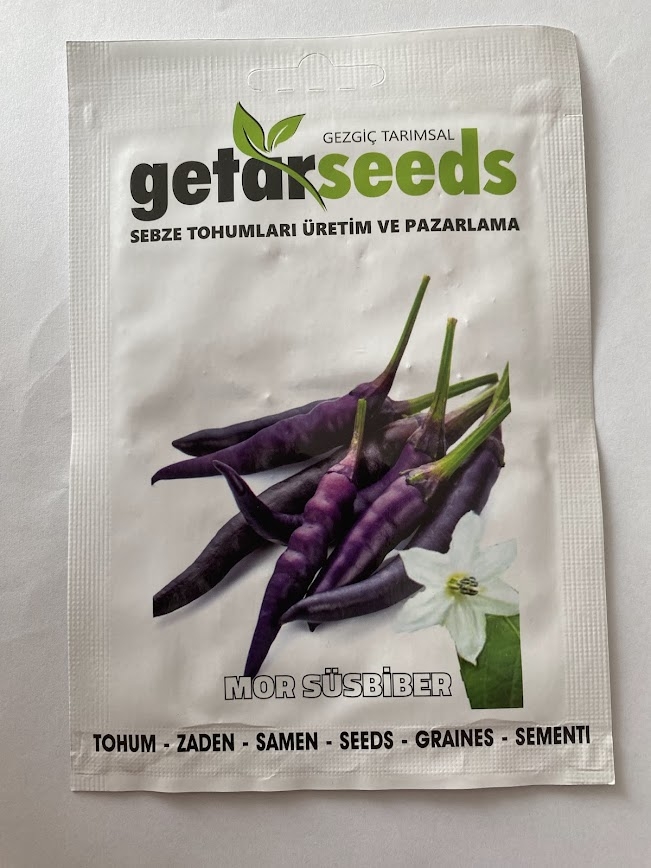 GEZGİÇ TARIMSAL
getarseeds
SEBZE TOHUMLARI ÜRETİM VE PAZARLAMA
MOR SÜSBİBER
TOHUM - ZADEN - SAMEN - SEEDS - GRAINES - SEMENTI